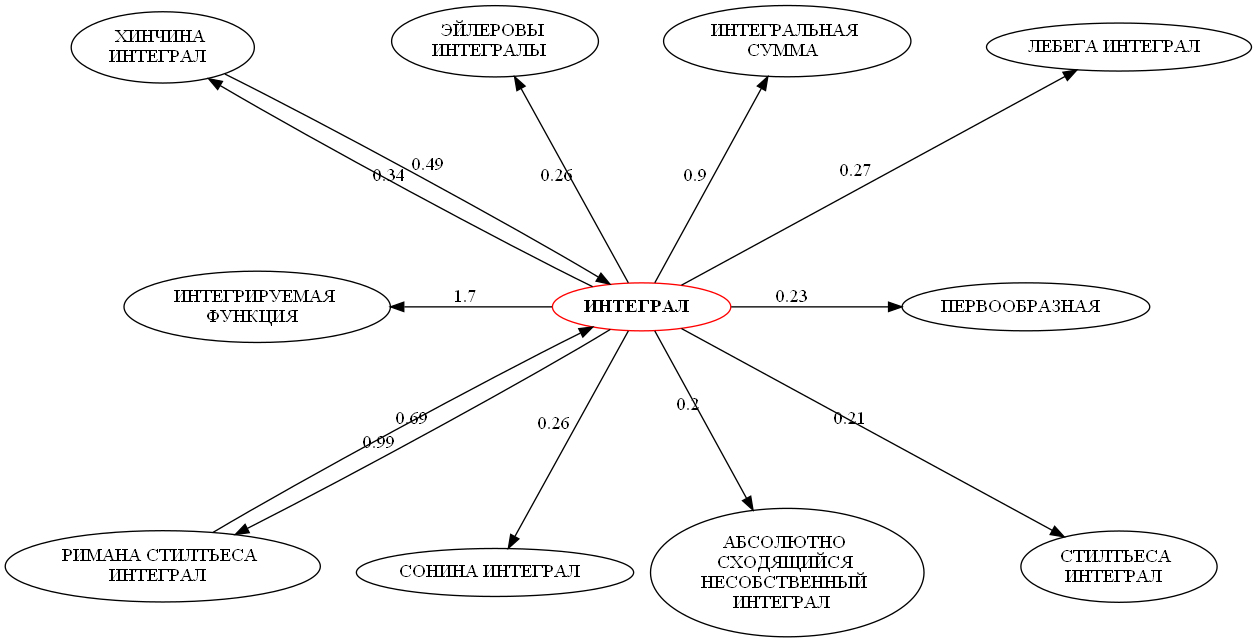 ХИНЧИНА
ИНТЕГРАЛ
ЭЙЛЕРОВЫ
ИНТЕГРАЛЫ
ИНТЕГРАЛЬНАЯ
СУММА
ЛЕБЕГА ИНТЕГРАЛ
0.49
0.34
0.26
0.9
0.27
ИНТЕГРИРУЕМАЯ
ФУНКЦИЯ
1.7
ИНТЕГРАЛ
0.23
ПЕРВООБРАЗНАЯ
0.69
0.99
0.26
0.2
0.21
РИМАНА СТИЛТЬЕСА
ИНТЕГРАЛ
СОНИНА ИНТЕГРАЛ
АБСОЛЮТНО
СХОДЯЩИЙСЯ
НЕСОБСТВЕННЫЙ
ИНТЕГРАЛ
СТИЛТЬЕСА
ИНТЕГРАЛ